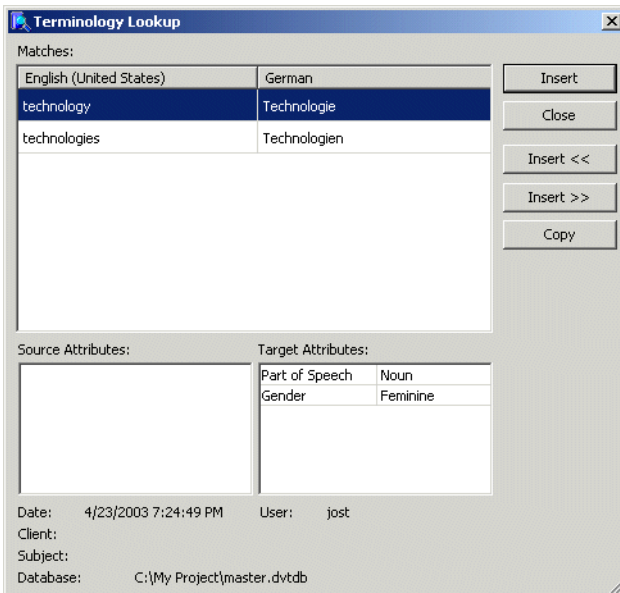 Terminology Lookup
Matches:
English (United States) German
technology Technologie
technologies Technologien
Insert
Close
Insert <<
Insert >>
Copy
Source Attributes: Target Attributes:
Part of Speech Noun
Gender Feminine
Date: 4/23/2003 7:24:49 PM User: jost
Client:
Subject:
Database: C:\My Project\master.dvtdb